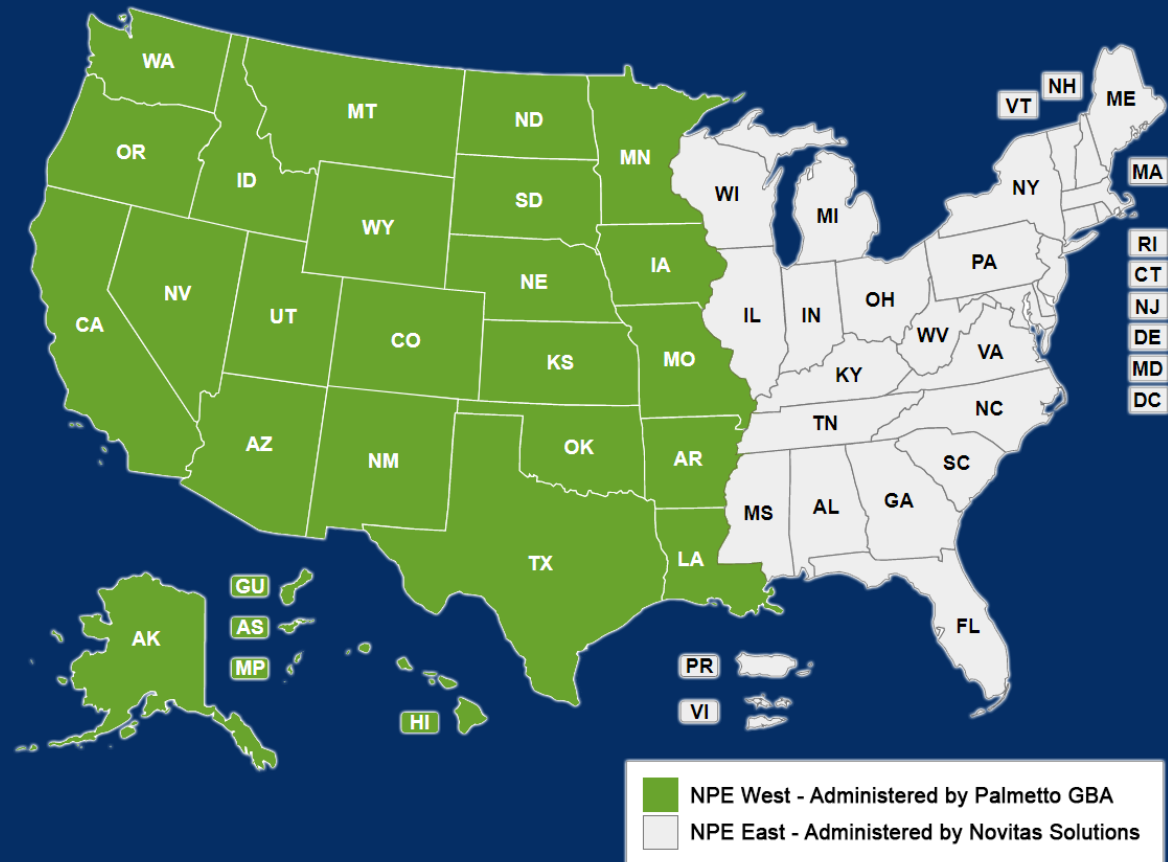 WA
MT
ND
MN
OR
ID
SD
WY
WI
MI
NY
VT
NH
ME
MA
RI
CT
NJ
DE
MD
DC
IA
NE
PA
NV
UT
CA
CO
KS
MO
IL
IN
OH
WV
VA
KY
NC
TN
AZ
NM
OK
AR
SC
MS
AL
GA
TX
LA
FL
AK
GU
AS
MP
HI
PR
VI
NPE West - Administered by Palmetto GBA
NPE East - Administered by Novitas Solutions